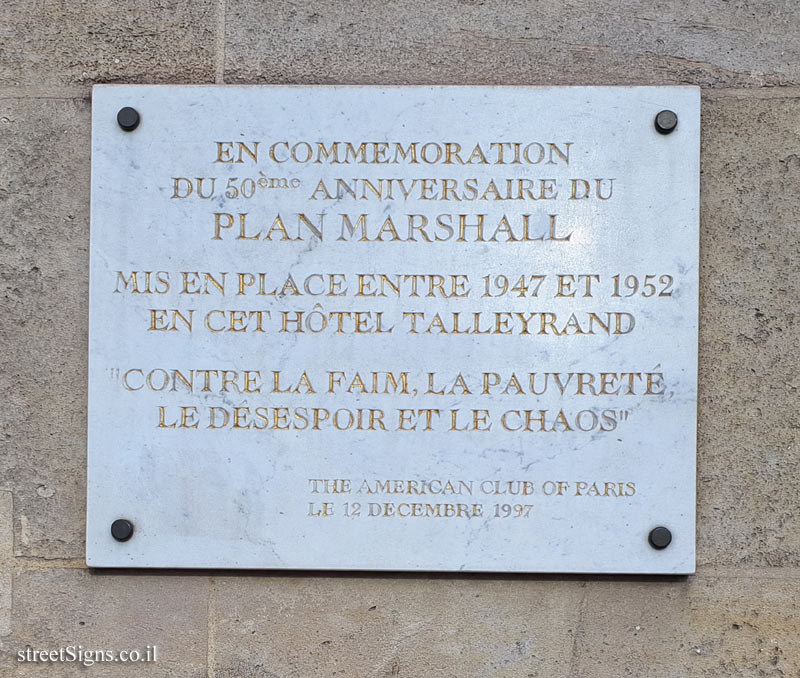 EN COMMEMORATION
DU 50ème ANNIVERSAIRE DU
PLAN MARSHALL
MIS EN PLACE ENTRE 1947 ET 1952
EN CET HÔTEL TALLEYRAND
"CONTRE LA FAIM, LA PAUVRETÉ,
LE DÉSESPOIR ET LE CHAOS"
THE AMERICAN CLUB OF PARIS
LE 12 DECEMBRE 1997
streetSigns.co.il